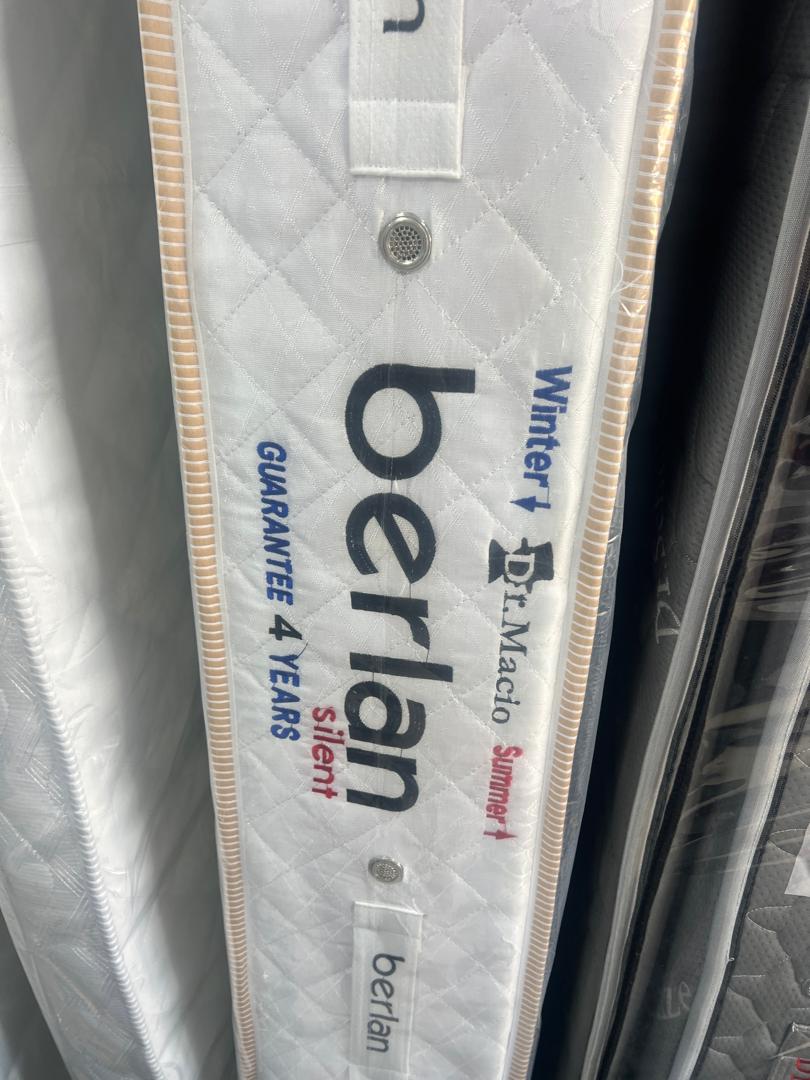 n
Winter
Dr.Macio
Summer
berlan
silent
GUARANTEE 4 YEARS
berlan